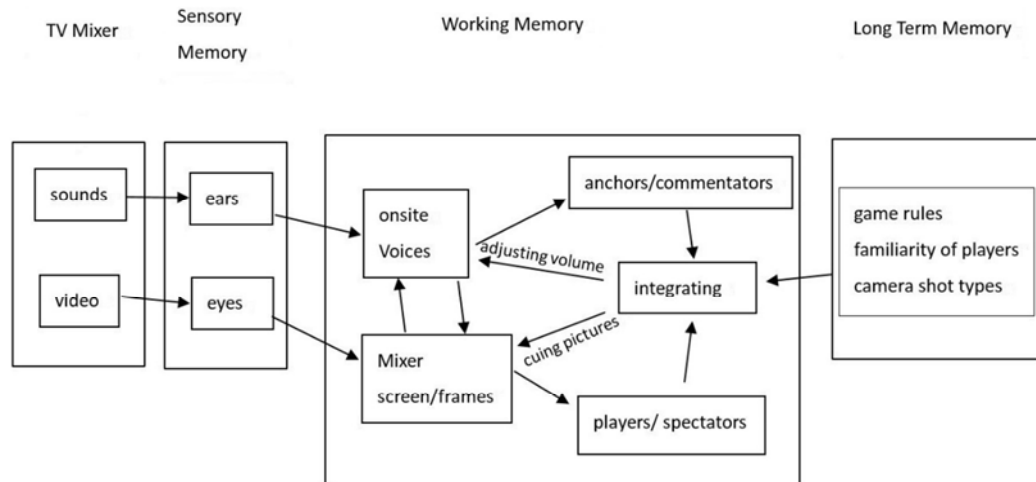 TV Mixer
Sensory
Memory
Working Memory
Long Term Memory
sounds
video
ears
eyes
onsite
Voices
Mixer
screen/frames
anchors/commentators
adjusting volume
integrating
cuing pictures
players/ spectators
game rules
familiarity of players
camera shot types